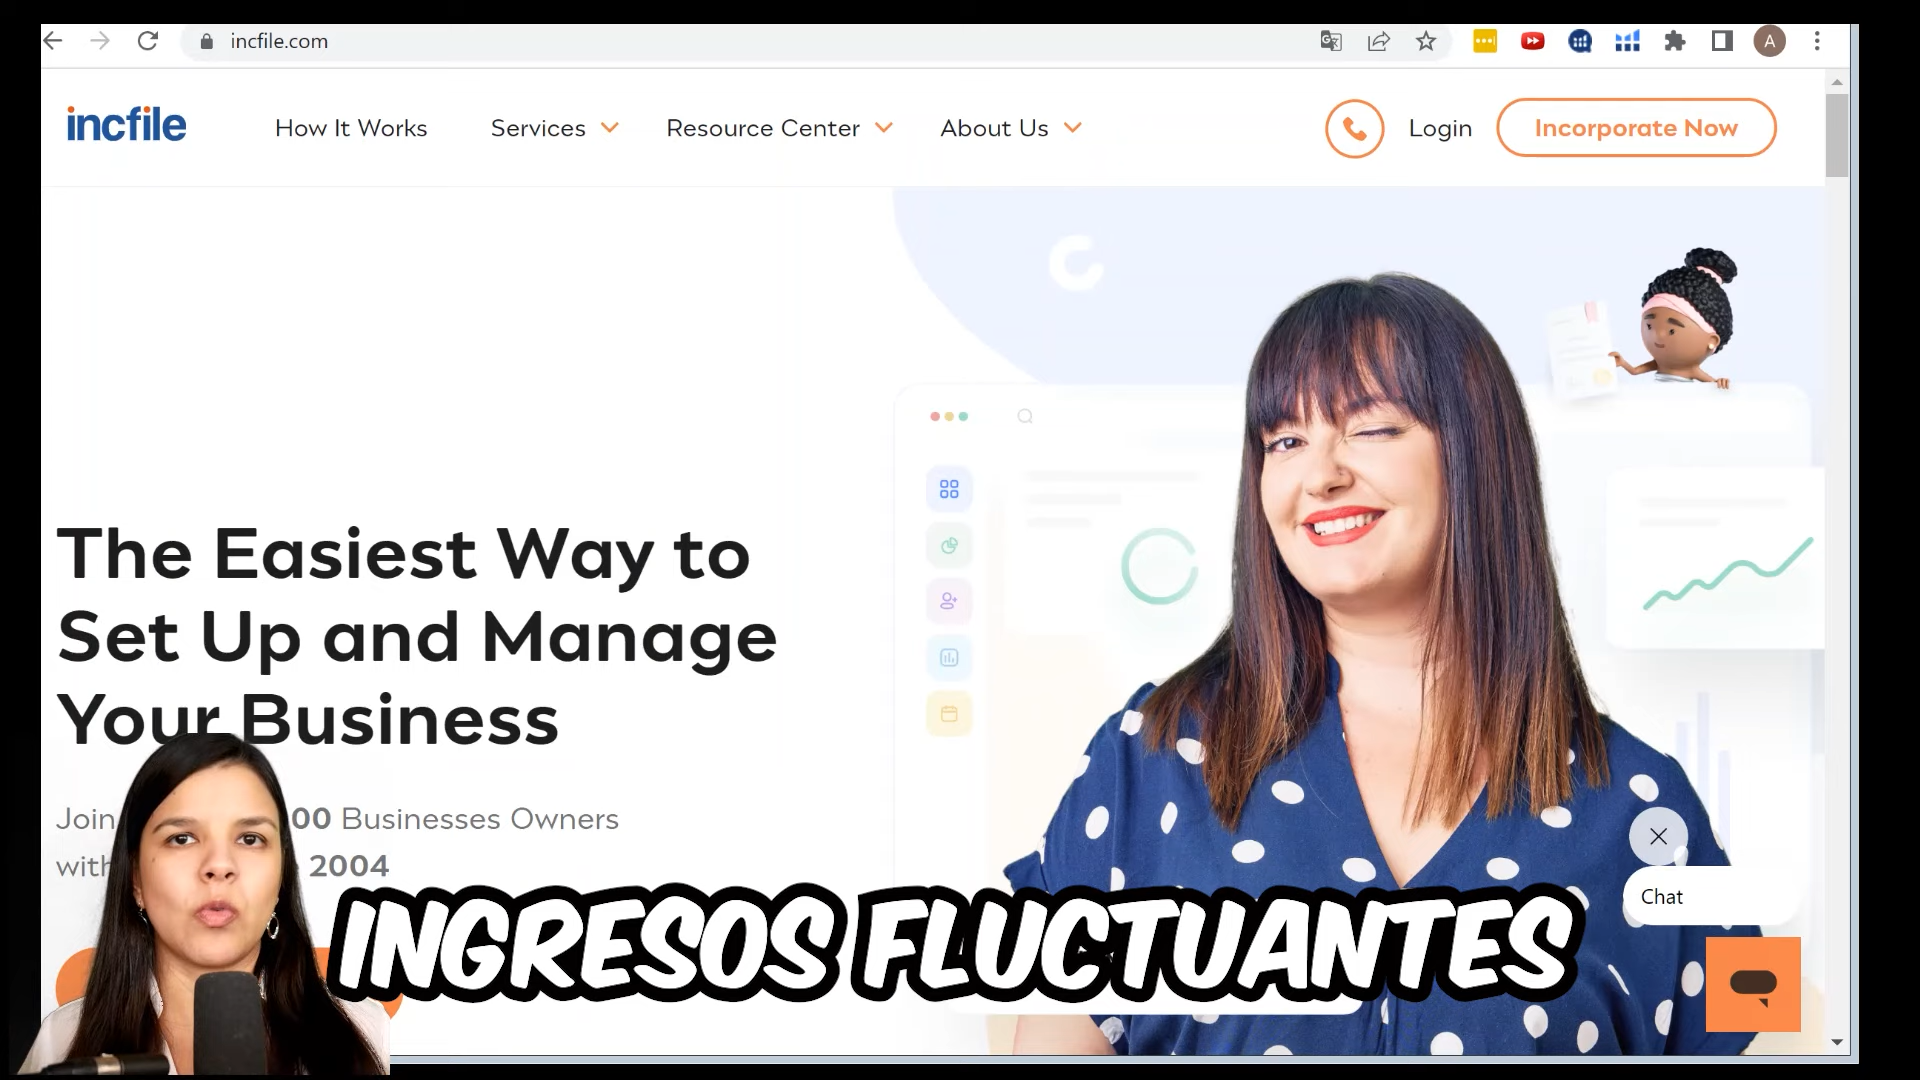 incfile.com
A
incfile
How It Works
Services
Resource Center
About Us
Login
Incorporate Now
The Easiest Way to
Set Up and Manage
Your Business
Join 00 Businesses Owners
with 2004
INGRESOS FLUCTUANTES
Chat